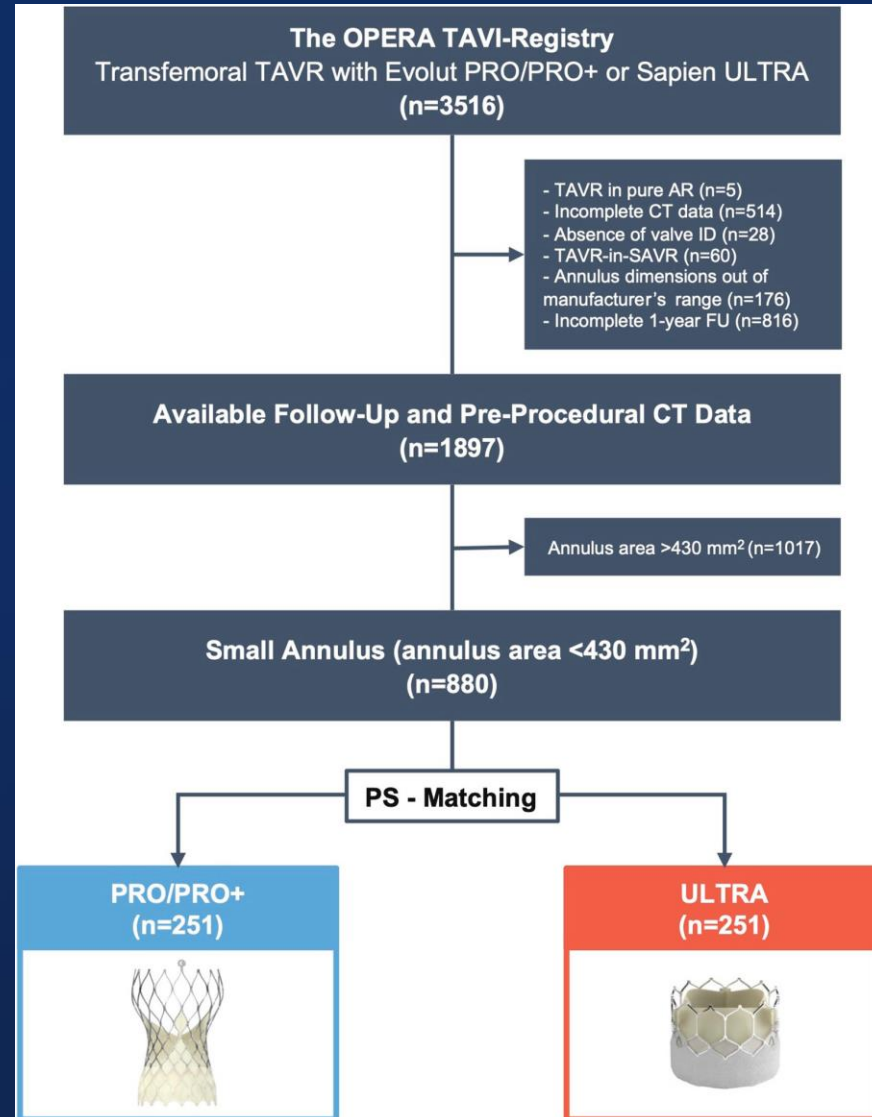 The OPERA TAVI-Registry
Transfemoral TAVR with Evolut PRO/PRO+ or Sapien ULTRA
(n=3516)
- TAVR in pure AR (n=5)
- Incomplete CT data (n=514)
- Absence of valve ID (n=28)
- TAVR-in-SAVR (n=60)
- Annulus dimensions out of
manufacturer's range (n=176)
- Incomplete 1-year FU (n=816)
Available Follow-Up and Pre-Procedural CT Data
(n=1897)
Annulus area >430 mm² (n=1017)
Small Annulus (annulus area <430 mm²)
(n=880)
PS - Matching
PRO/PRO+
(n=251)
ULTRA
(n=251)